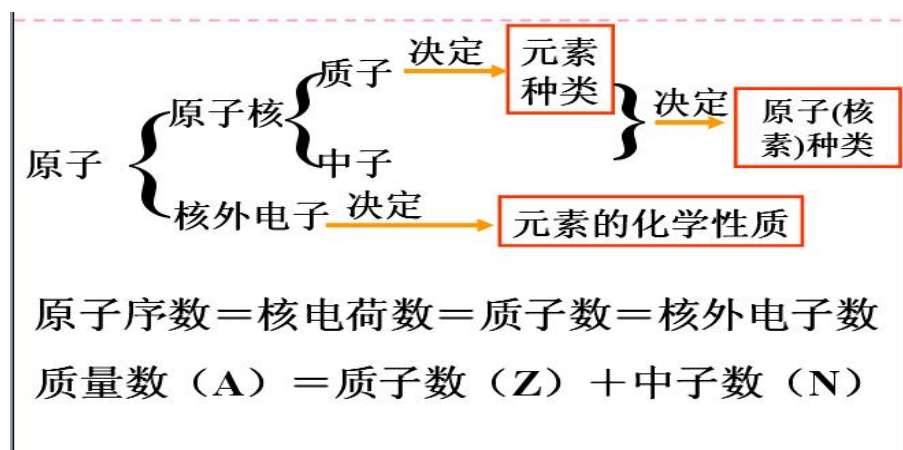 质子
决定
元素
种类
原子核
决定
原子(核
素)种类
原子
中子
核外电子
决定
元素的化学性质
原子序数＝核电荷数＝质子数＝核外电子数
质量数（A）＝质子数（Z）＋中子数（N）